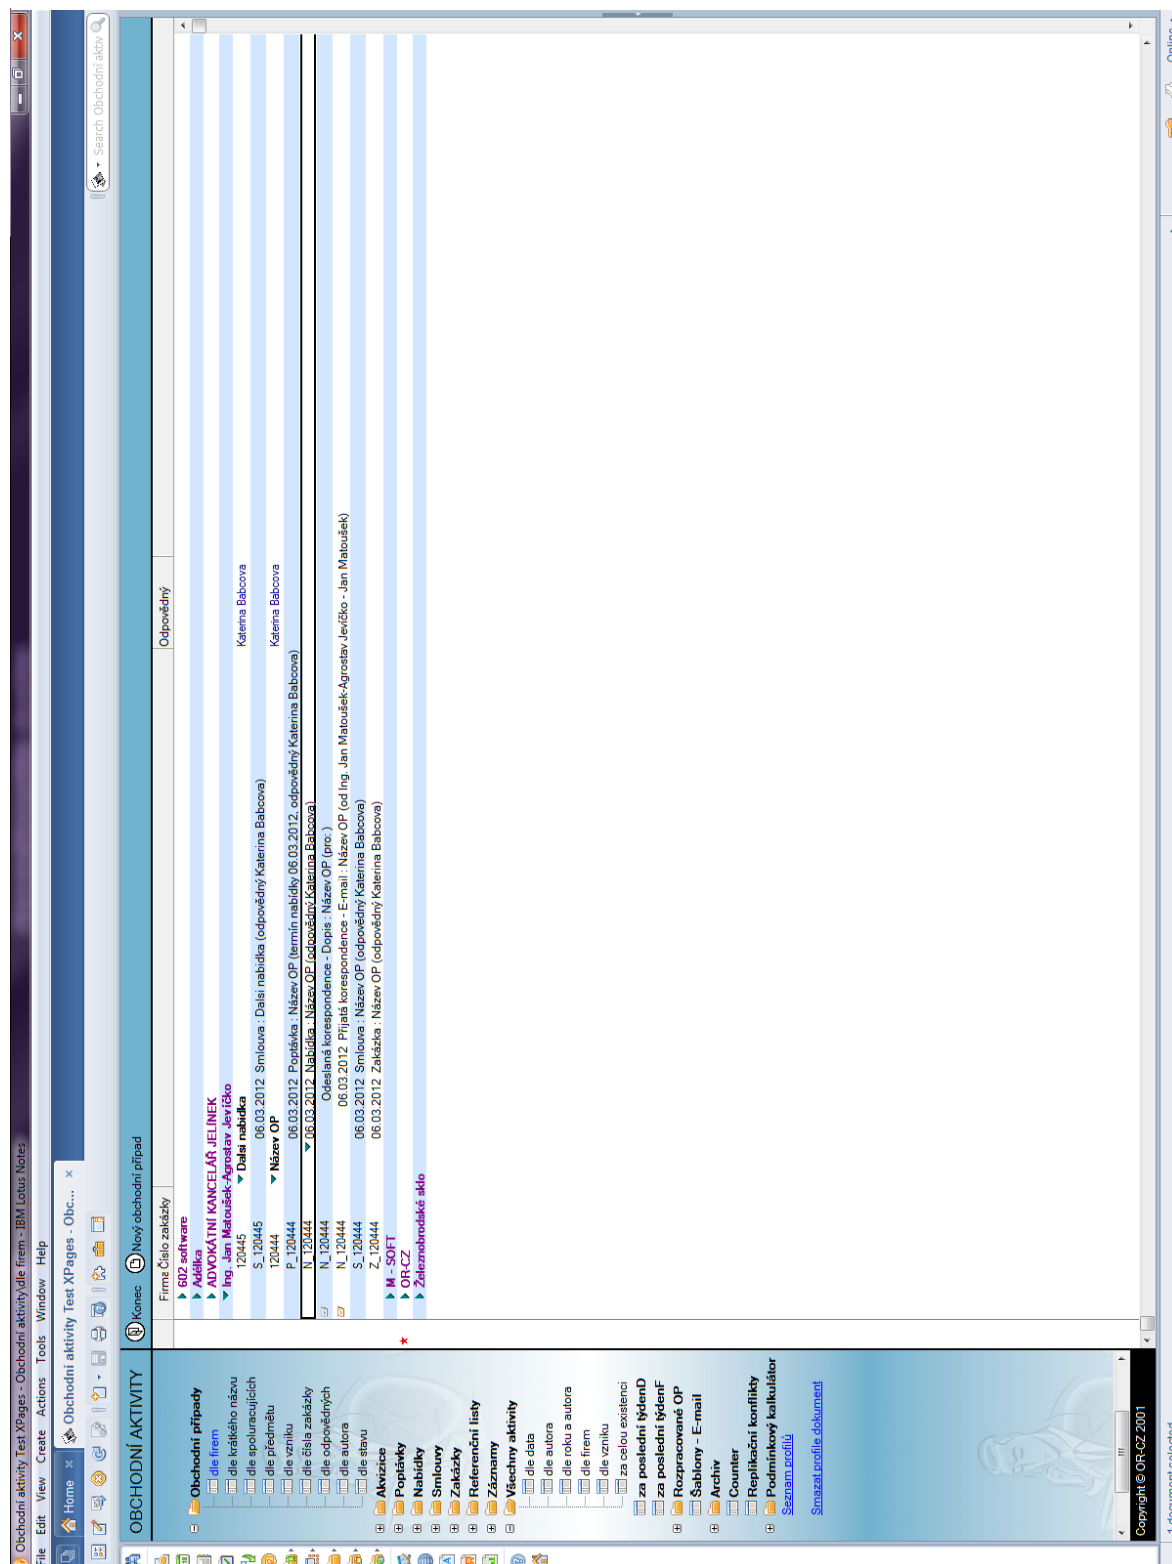 Obchodní aktivity Test XPages - Obchodní aktivity\dle firem - IBM Lotus Notes
File Edit View Create Actions Tools Window Help
Home × Obchodní aktivity Test XPages - Obc... ×
Search Obchodní aktiv
OBCHODNÍ AKTIVITY
Konec Nový obchodní případ
Obchodní případy
dle firem
dle krátkého názvu
dle spoluracujících
dle předmětu
dle vzniku
dle čísla zakázky
dle odpovědných
dle autora
dle stavu
Akvizice
Poptávky
Nabídky
Smlouvy
Zakázky
Referenční listy
Záznamy
Všechny aktivity
dle data
dle autora
dle roku a autora
dle firem
dle vzniku
za celou existenci
za poslední týdenD
za poslední týdenF
Rozpracované OP
Šablony - E-mail
Archiv
Counter
Replikační konflikty
Podmínkový kalkulátor
Seznam profilů
Smazat profile dokument
Copyright © OR-CZ 2001
Firma Číslo zakázky Odpovědný
602 software
Adélka
ADVOKÁTNÍ KANCELÁŘ JELÍNEK
Ing. Jan Matoušek-Agrostav Jevíčko
120445 Dalsi nabidka Katerina Babcova
S_120445 06.03.2012 Smlouva : Dalsi nabidka (odpovědný Katerina Babcova)
120444 Název OP Katerina Babcova
P_120444 06.03.2012 Poptávka : Název OP (termín nabídky 06.03.2012, odpovědný Katerina Babcova)
N_120444 06.03.2012 Nabídka : Název OP (odpovědný Katerina Babcova)
N_120444 Odeslaná korespondence - Dopis : Název OP (pro: )
N_120444 06.03.2012 Přijatá korespondence - E-mail : Název OP (od Ing. Jan Matoušek-Agrostav Jevíčko - Jan Matoušek)
S_120444 06.03.2012 Smlouva : Název OP (odpovědný Katerina Babcova)
Z_120444 06.03.2012 Zakázka : Název OP (odpovědný Katerina Babcova)
M - SOFT
OR-CZ
Železnobrodské sklo
1 document selected
Online